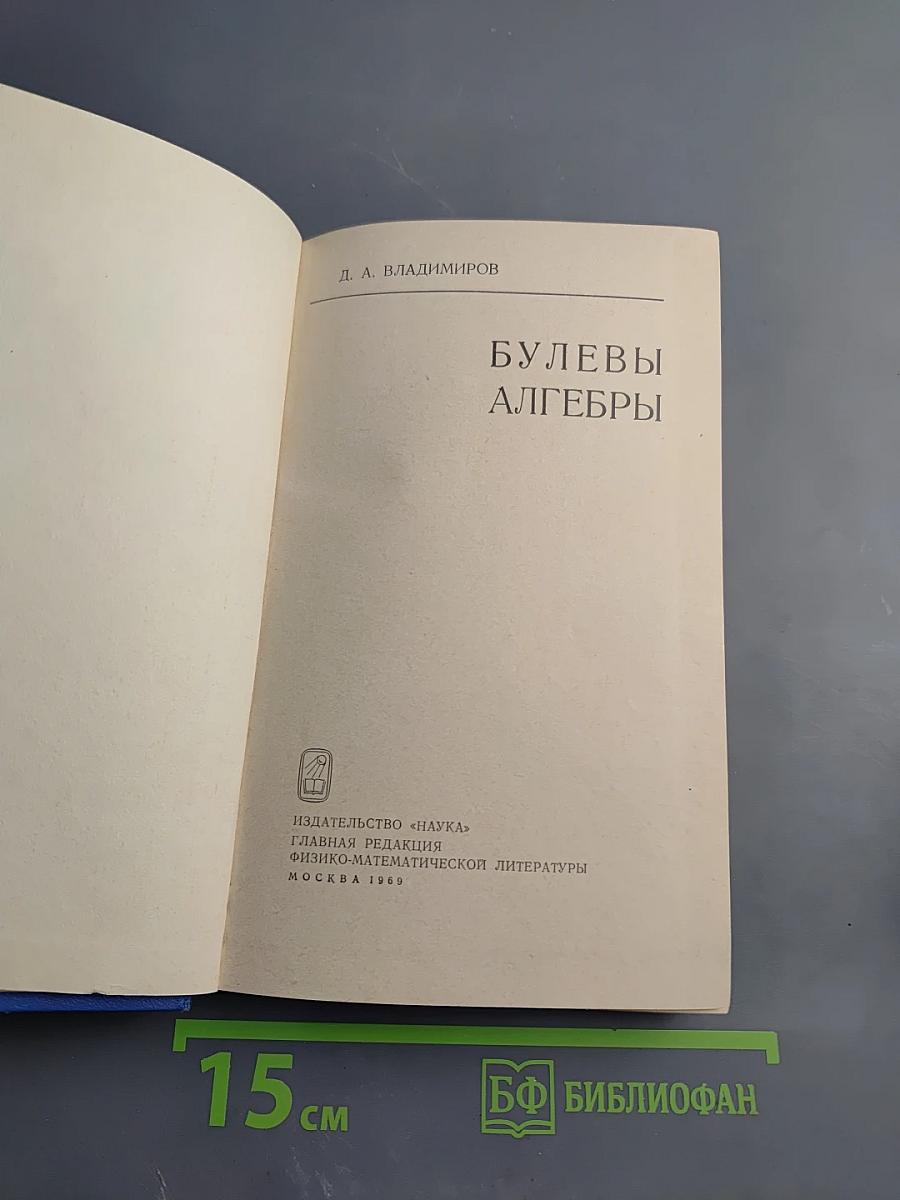 Д. А. ВЛАДИМИРОВ
БУЛЕВЫ
АЛГЕБРЫ
ИЗДАТЕЛЬСТВО «НАУКА»
ГЛАВНАЯ РЕДАКЦИЯ
ФИЗИКО-МАТЕМАТИЧЕСКОЙ ЛИТЕРАТУРЫ
МОСКВА 1969
15 см
БФ БИБЛИОФАН